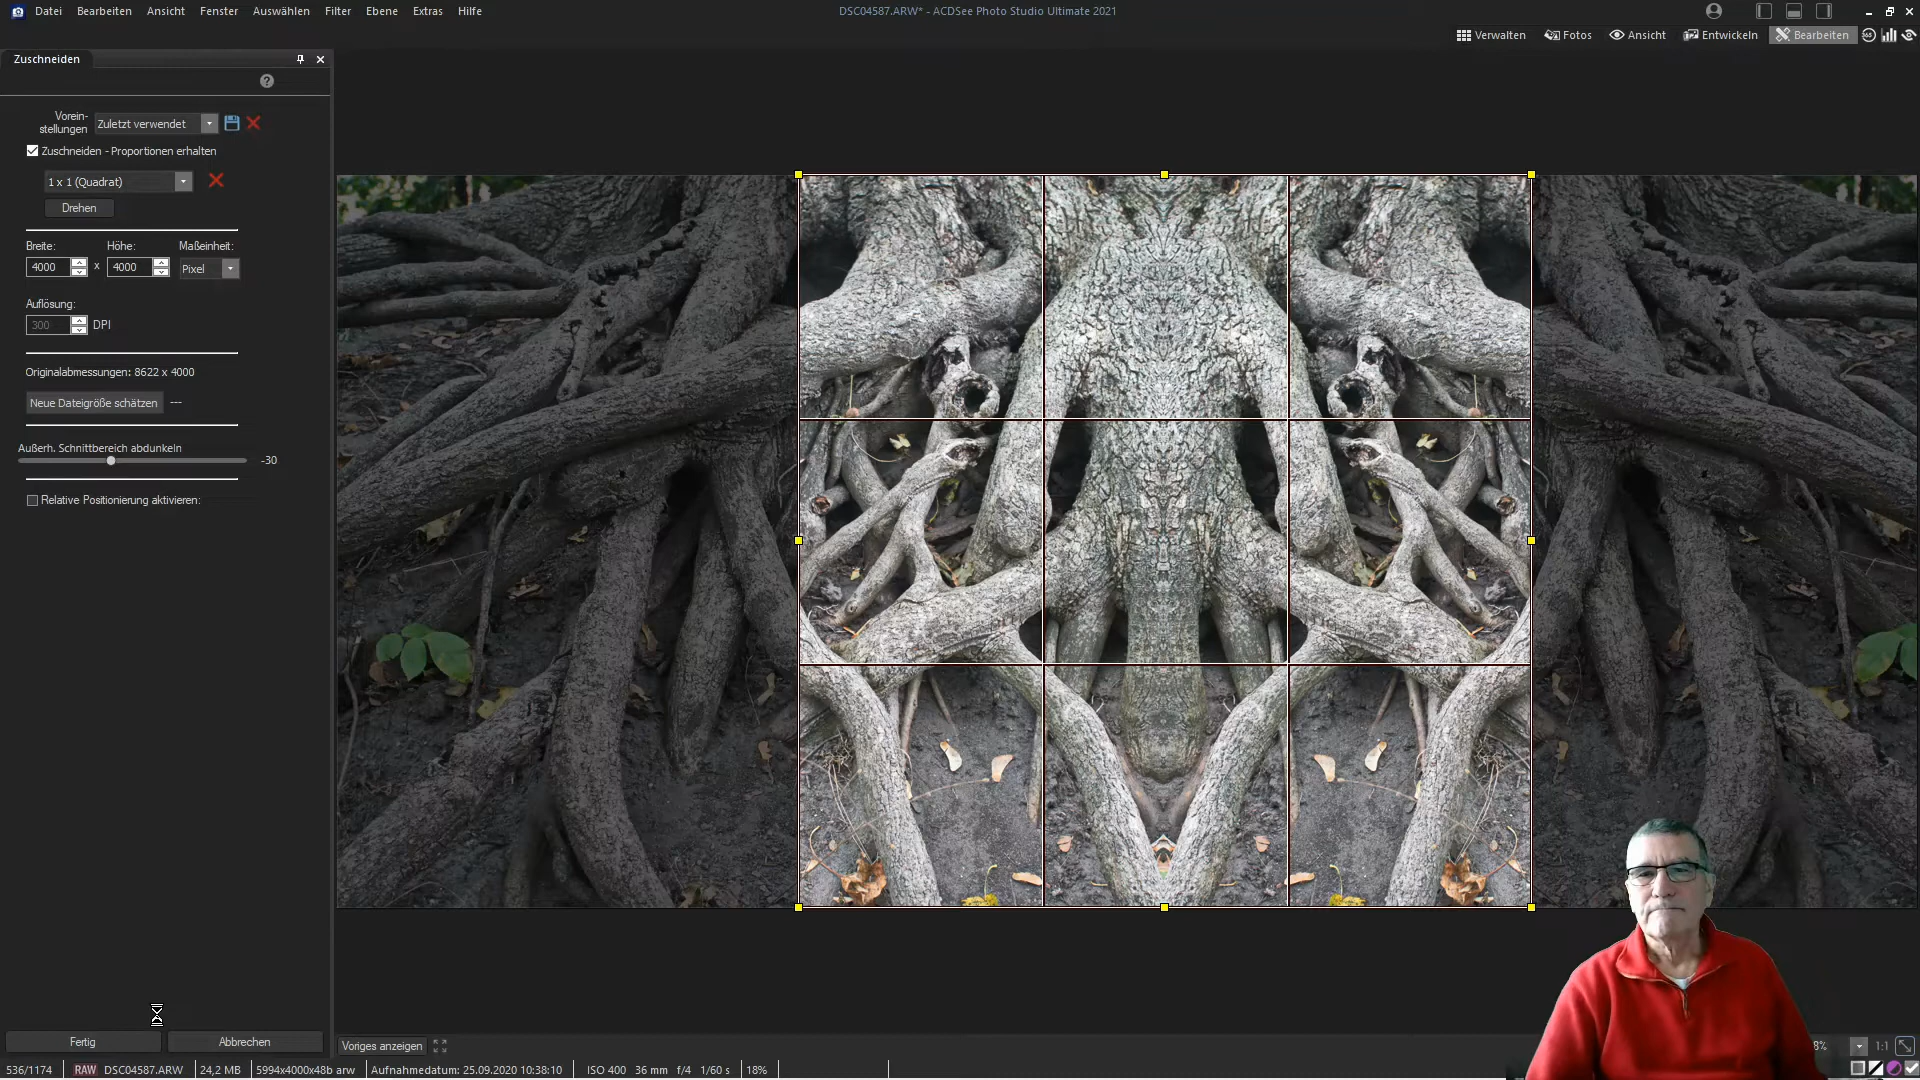 Datei Bearbeiten Ansicht Fenster Auswählen Filter Ebene Extras Hilfe
DSC04587.ARW* - ACDSee Photo Studio Ultimate 2021
Verwalten Fotos Ansicht Entwickeln Bearbeiten 365
Zuschneiden
Vorein-
stellungen
Zuletzt verwendet
Zuschneiden - Proportionen erhalten
1 x 1 (Quadrat)
Drehen
Breite: Höhe: Maßeinheit:
4000 x 4000 Pixel
Auflösung:
300 DPI
Originalabmessungen: 8622 x 4000
Neue Dateigröße schätzen ---
Außerh. Schnittbereich abdunkeln
-30
Relative Positionierung aktivieren:
Fertig Abbrechen
Voriges anzeigen
8% 1:1
536/1174 RAW DSC04587.ARW 24,2 MB 5994x4000x48b arw Aufnahmedatum: 25.09.2020 10:38:10 ISO 400 36 mm f/4 1/60 s 18%